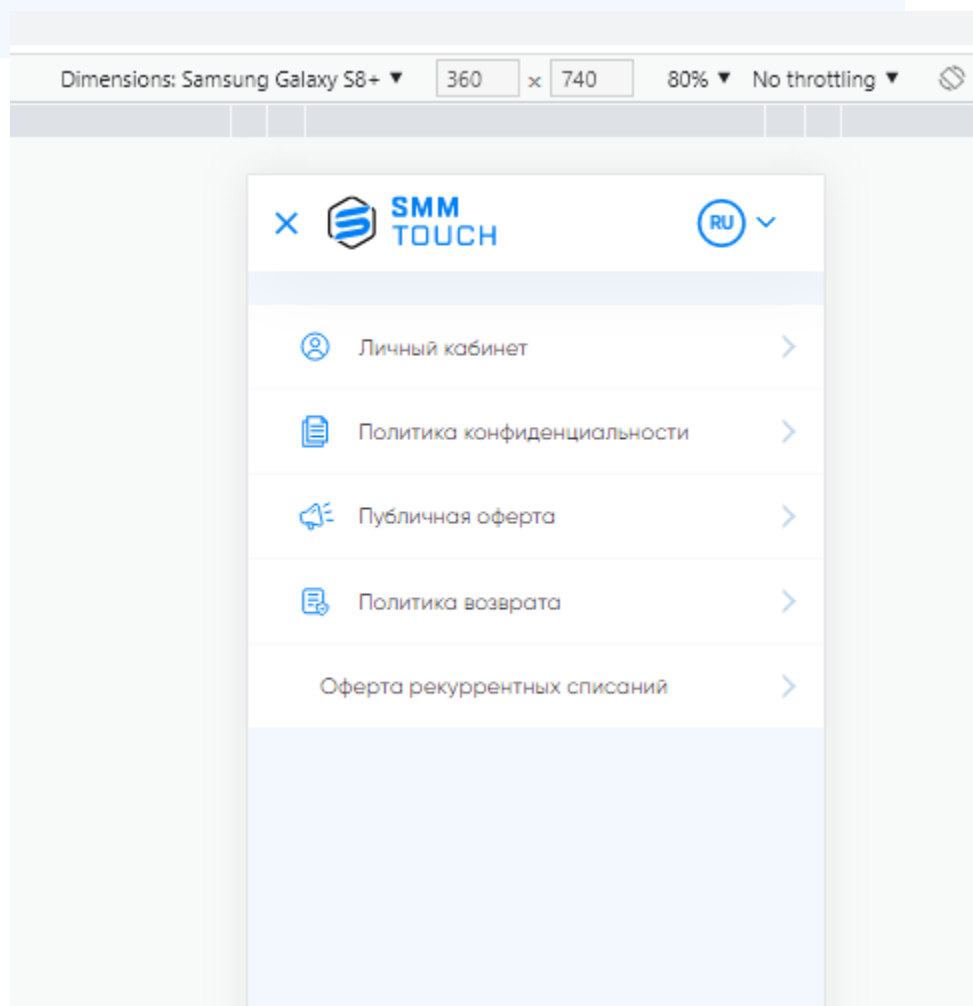 Dimensions: Samsung Galaxy S8+ ▼ 360 x 740 80% ▼ No throttling ▼
SMM
TOUCH
RU
Личный кабинет
Политика конфиденциальности
Публичная оферта
Политика возврата
Оферта рекуррентных списаний